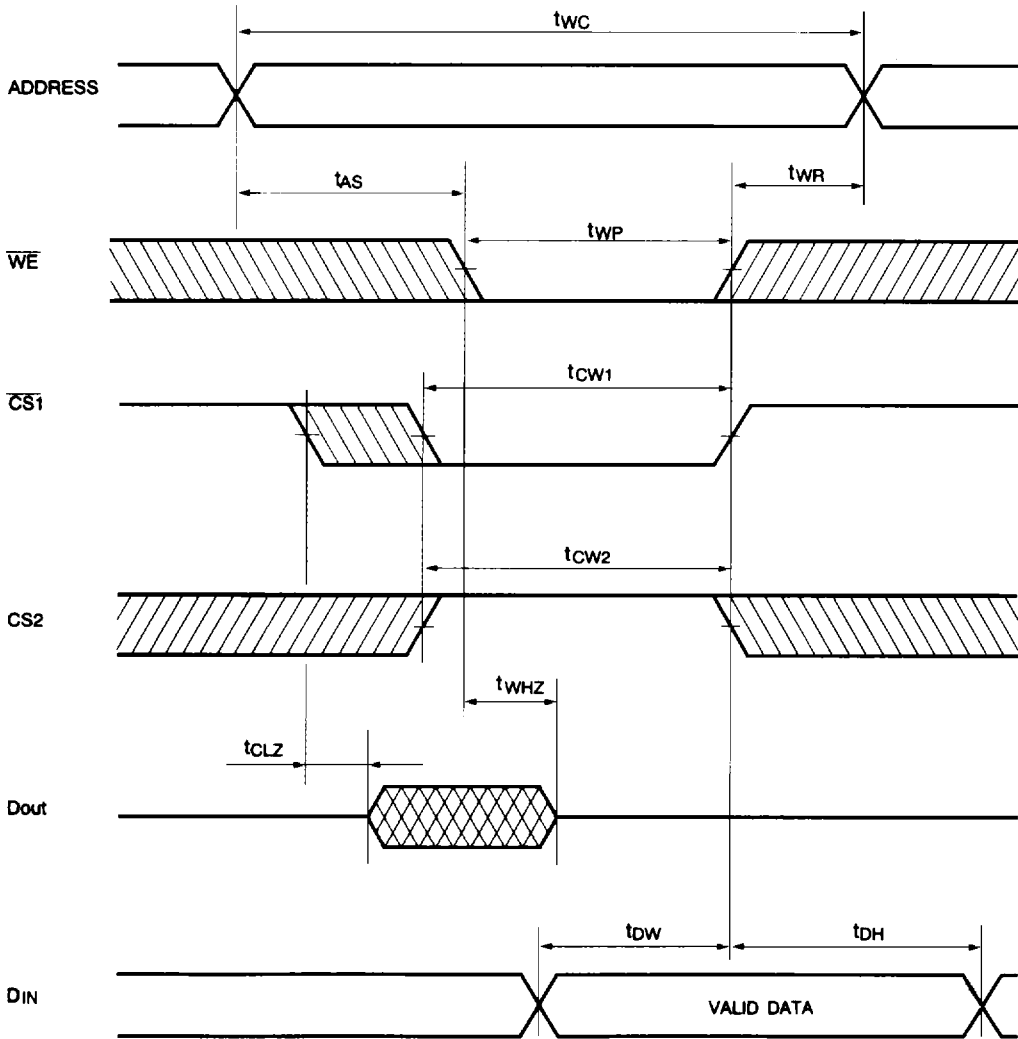 tWC
ADDRESS
tAS
tWR
WE
tWP
CS1
tCW1
CS2
tCW2
tWHZ
tCLZ
Dout
tDW
tDH
DIN
VALID DATA